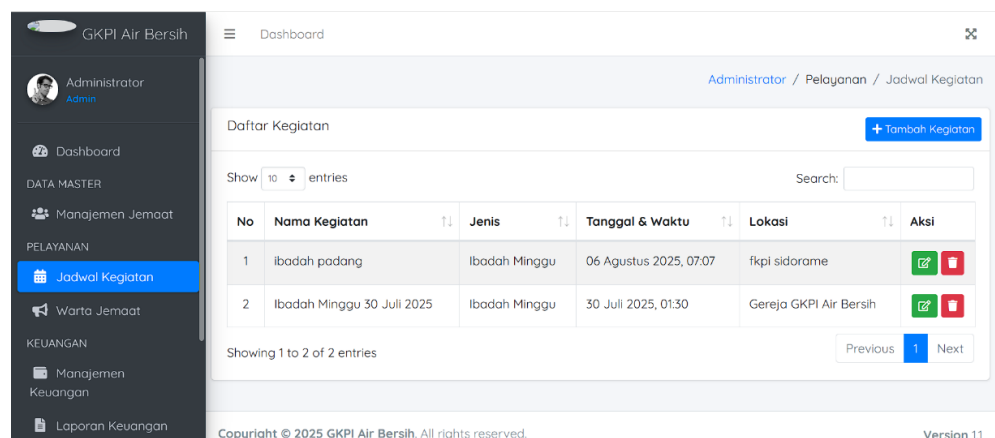 GKPI Air Bersih
Dashboard
Administrator
Admin
Administrator / Pelayanan / Jadwal Kegiatan
Dashboard
DATA MASTER
Manajemen Jemaat
PELAYANAN
Jadwal Kegiatan
Warta Jemaat
KEUANGAN
Manajemen
Keuangan
Laporan Keuangan
Daftar Kegiatan
+ Tambah Kegiatan
Show 10 entries
Search:
No Nama Kegiatan Jenis Tanggal & Waktu Lokasi Aksi
1 ibadah padang Ibadah Minggu 06 Agustus 2025, 07:07 fkpi sidorame
2 Ibadah Minggu 30 Juli 2025 Ibadah Minggu 30 Juli 2025, 01:30 Gereja GKPI Air Bersih
Showing 1 to 2 of 2 entries
Previous 1 Next
Copyright © 2025 GKPI Air Bersih. All rights reserved.
Version 1.1